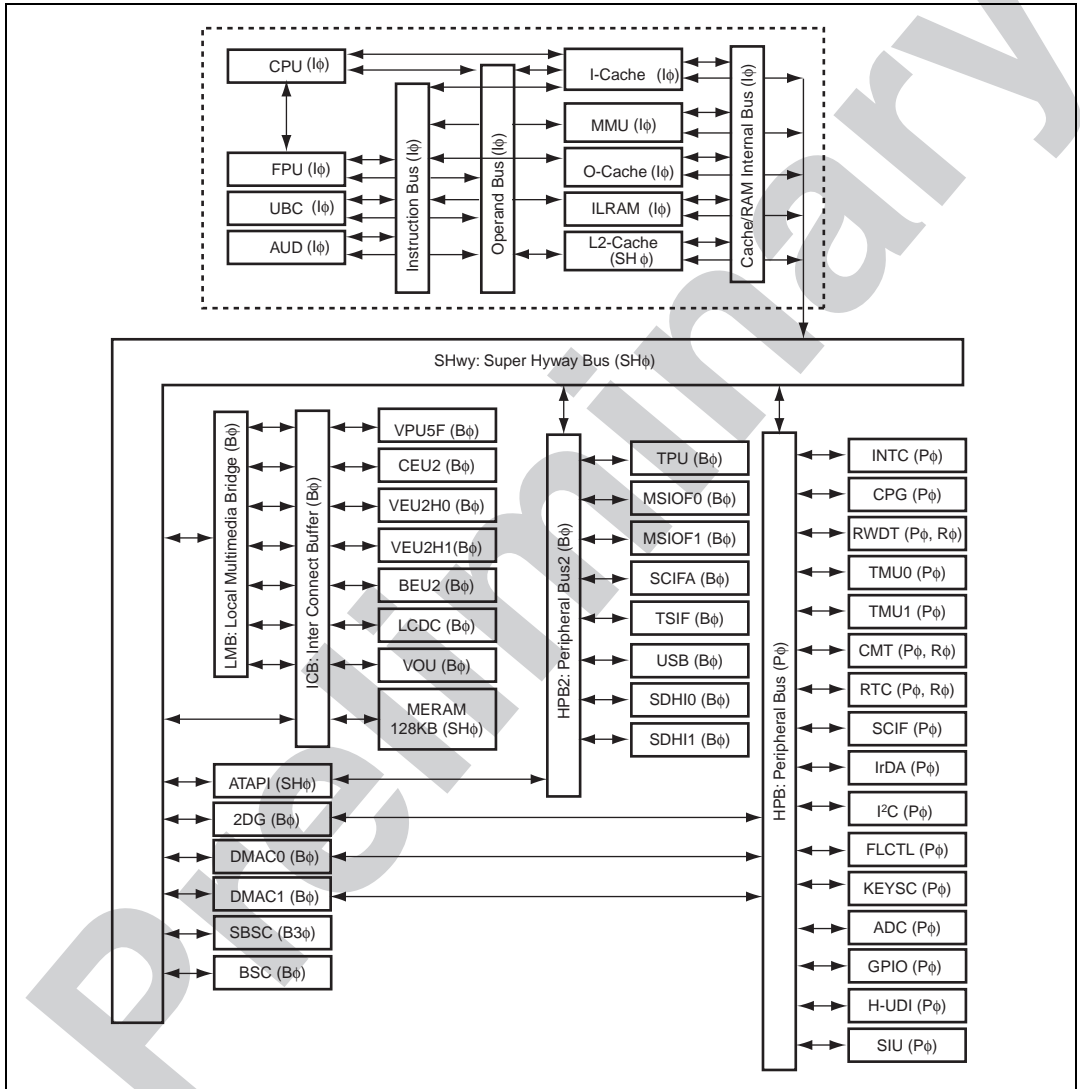 CPU (Iϕ)
FPU (Iϕ)
UBC (Iϕ)
AUD (Iϕ)
Instruction Bus (Iϕ)
Operand Bus (Iϕ)
I-Cache (Iϕ)
MMU (Iϕ)
O-Cache (Iϕ)
ILRAM (Iϕ)
L2-Cache
(SH ϕ)
Cache/RAM Internal Bus (Iϕ)
SHwy: Super Hyway Bus (SHϕ)
LMB: Local Multimedia Bridge (Bϕ)
ICB: Inter Connect Buffer (Bϕ)
VPU5F (Bϕ)
CEU2 (Bϕ)
VEU2H0 (Bϕ)
VEU2H1(Bϕ)
BEU2 (Bϕ)
LCDC (Bϕ)
VOU (Bϕ)
MERAM
128KB (SHϕ)
ATAPI (SHϕ)
2DG (Bϕ)
DMAC0 (Bϕ)
DMAC1 (Bϕ)
SBSC (B3ϕ)
BSC (Bϕ)
HPB2: Peripheral Bus2 (Bϕ)
TPU (Bϕ)
MSIOF0 (Bϕ)
MSIOF1 (Bϕ)
SCIFA (Bϕ)
TSIF (Bϕ)
USB (Bϕ)
SDHI0 (Bϕ)
SDHI1 (Bϕ)
HPB: Peripheral Bus (Pϕ)
INTC (Pϕ)
CPG (Pϕ)
RWDT (Pϕ, Rϕ)
TMU0 (Pϕ)
TMU1 (Pϕ)
CMT (Pϕ, Rϕ)
RTC (Pϕ, Rϕ)
SCIF (Pϕ)
IrDA (Pϕ)
I²C (Pϕ)
FLCTL (Pϕ)
KEYSC (Pϕ)
ADC (Pϕ)
GPIO (Pϕ)
H-UDI (Pϕ)
SIU (Pϕ)
Preliminary